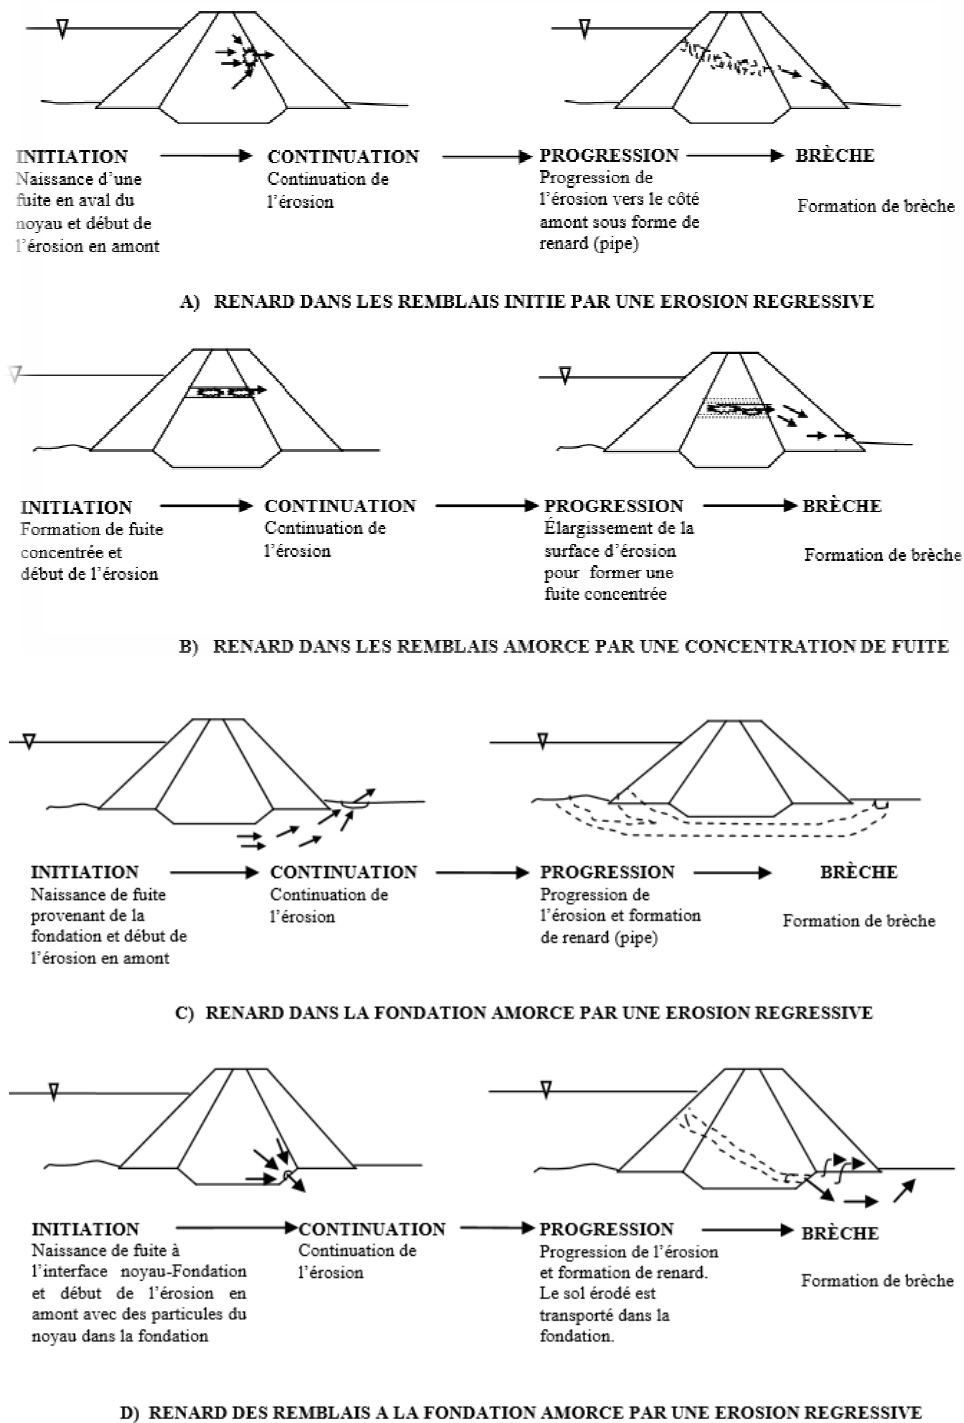 INITIATION CONTINUATION PROGRESSION BRÈCHE
Naissance d’une
fuite en aval du
noyau et début de
l’érosion en amont
Continuation de
l’érosion
Progression de
l’érosion vers le côté
amont sous forme de
renard (pipe)
Formation de brèche
A) RENARD DANS LES REMBLAIS INITIE PAR UNE EROSION REGRESSIVE
INITIATION CONTINUATION PROGRESSION BRÈCHE
Formation de fuite
concentrée et
début de l’érosion
Continuation de
l’érosion
Élargissement de la
surface d’érosion
pour former une
fuite concentrée
Formation de brèche
B) RENARD DANS LES REMBLAIS AMORCE PAR UNE CONCENTRATION DE FUITE
INITIATION CONTINUATION PROGRESSION BRÈCHE
Naissance de fuite
provenant de la
fondation et début de
l’érosion en amont
Continuation de
l’érosion
Progression de
l’érosion et formation
de renard (pipe)
Formation de brèche
C) RENARD DANS LA FONDATION AMORCE PAR UNE EROSION REGRESSIVE
INITIATION CONTINUATION PROGRESSION BRÈCHE
Naissance de fuite à
l’interface noyau-Fondation
et début de l’érosion en
amont avec des particules du
noyau dans la fondation
Continuation de
l’érosion
Progression de l’érosion
et formation de renard.
Le sol érodé est
transporté dans la
fondation.
Formation de brèche
D) RENARD DES REMBLAIS A LA FONDATION AMORCE PAR UNE EROSION REGRESSIVE